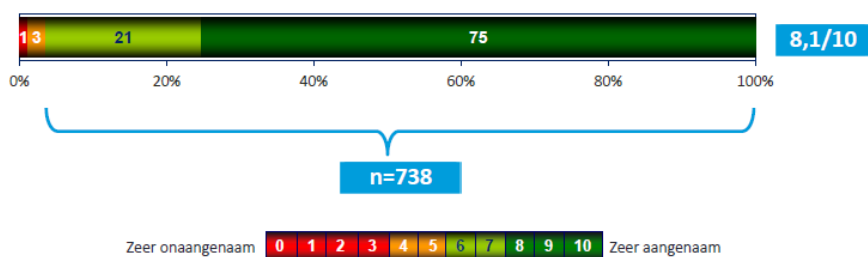 1 3 21 75 8,1/10
0% 20% 40% 60% 80% 100%
n=738
Zeer onaangenaam 0 1 2 3 4 5 6 7 8 9 10 Zeer aangenaam